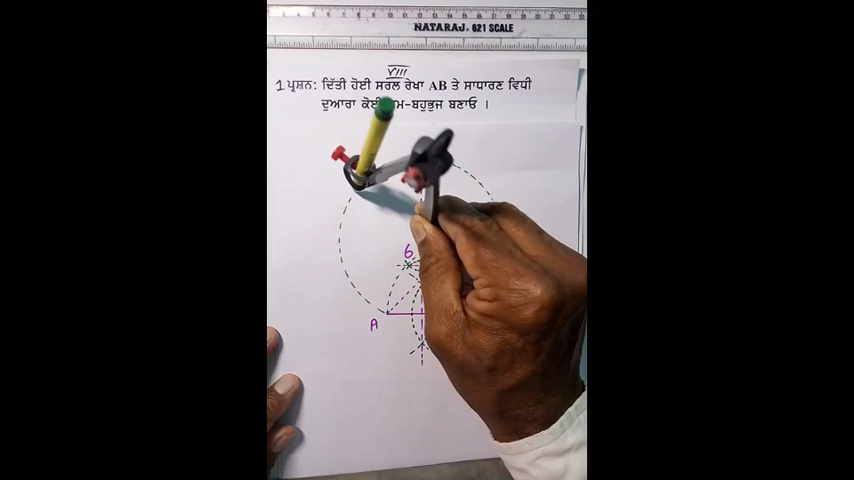 NATARAJ 621 SCALE
VIII
1 ਪ੍ਰਸ਼ਨ: ਦਿੱਤੀ ਹੋਈ ਸਰਲ ਰੇਖਾ AB ਤੇ ਸਾਧਾਰਣ ਵਿਧੀ
ਦੁਆਰਾ ਕੋਈ ਬਹੁਭੁਜ ਬਣਾਓ ।
6
A